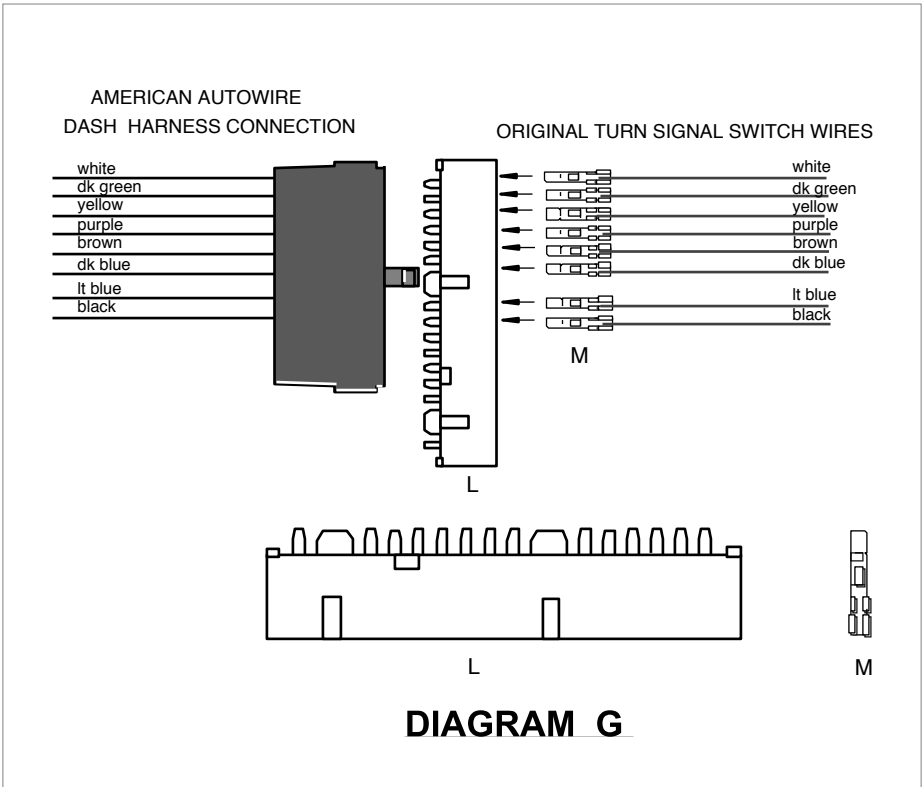 AMERICAN AUTOWIRE
DASH HARNESS CONNECTION
ORIGINAL TURN SIGNAL SWITCH WIRES
white
dk green
yellow
purple
brown
dk blue
lt blue
black
white
dk green
yellow
purple
brown
dk blue
lt blue
black
M
L
L
M
DIAGRAM G